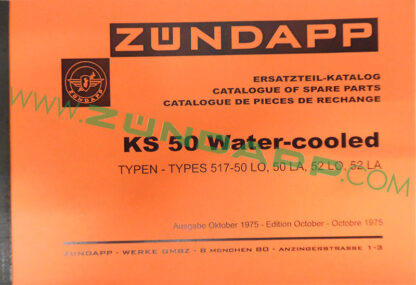 ZÜNDAPP
ERSATZTEIL-KATALOG
CATALOGUE OF SPARE PARTS
CATALOGUE DE PIECES DE RECHANGE
ZÜNDAPP
www.ZÜNDAPP.com
KS 50 Water-cooled
TYPEN - TYPES 517-50 LO, 50 LA, 52 LO, 52 LA
Ausgabe Oktober 1975 - Edition October - Octobre 1975
ZUNDAPP - WERKE GMBZ - 8 MÜNCHEN 80 - ANZINGERSTRASSE 1-3